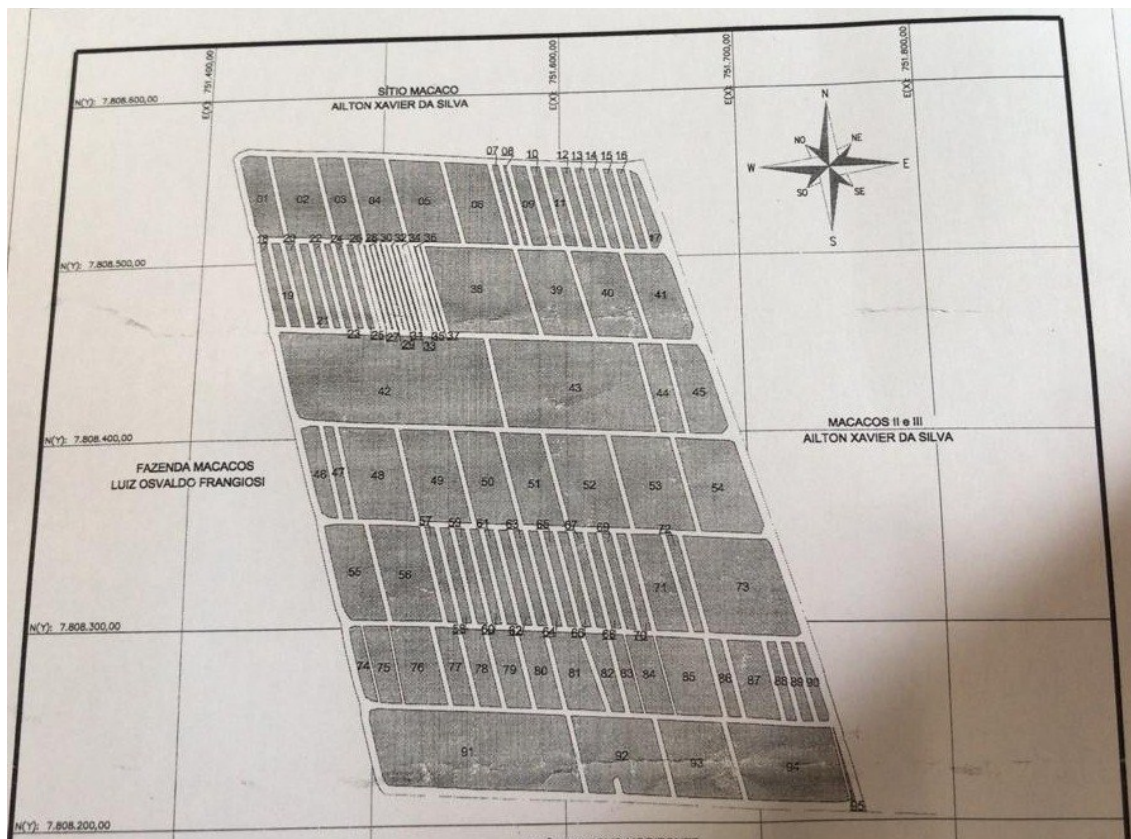 E(X): 751.400,00
E(X): 751.600,00
E(X): 751.700,00
E(X): 751.800,00
N(Y): 7.808.600,00
SÍTIO MACACO
AILTON XAVIER DA SILVA
N
NO NE
W E
SO SE
S
07 08 10 12 13 14 15 16
01 02 03 04 05 06 09 11 17
18 20 22 24 26 28 30 32 34 36
N(Y): 7.808.500,00
19 38 39 40 41
21 23 25 27 29 31 33 35 37
42 43 44 45
MACACOS II e III
AILTON XAVIER DA SILVA
N(Y): 7.808.400,00
FAZENDA MACACOS
LUIZ OSVALDO FRANGIOSI
46 47 48 49 50 51 52 53 54
57 59 61 63 67 69 72
55 56 71 73
N(Y): 7.808.300,00
58 60 62 64 70
74 75 76 77 78 79 80 81 82 83 84 85 86 87 88 89 90
91 92 93 94
95
N(Y): 7.808.200,00